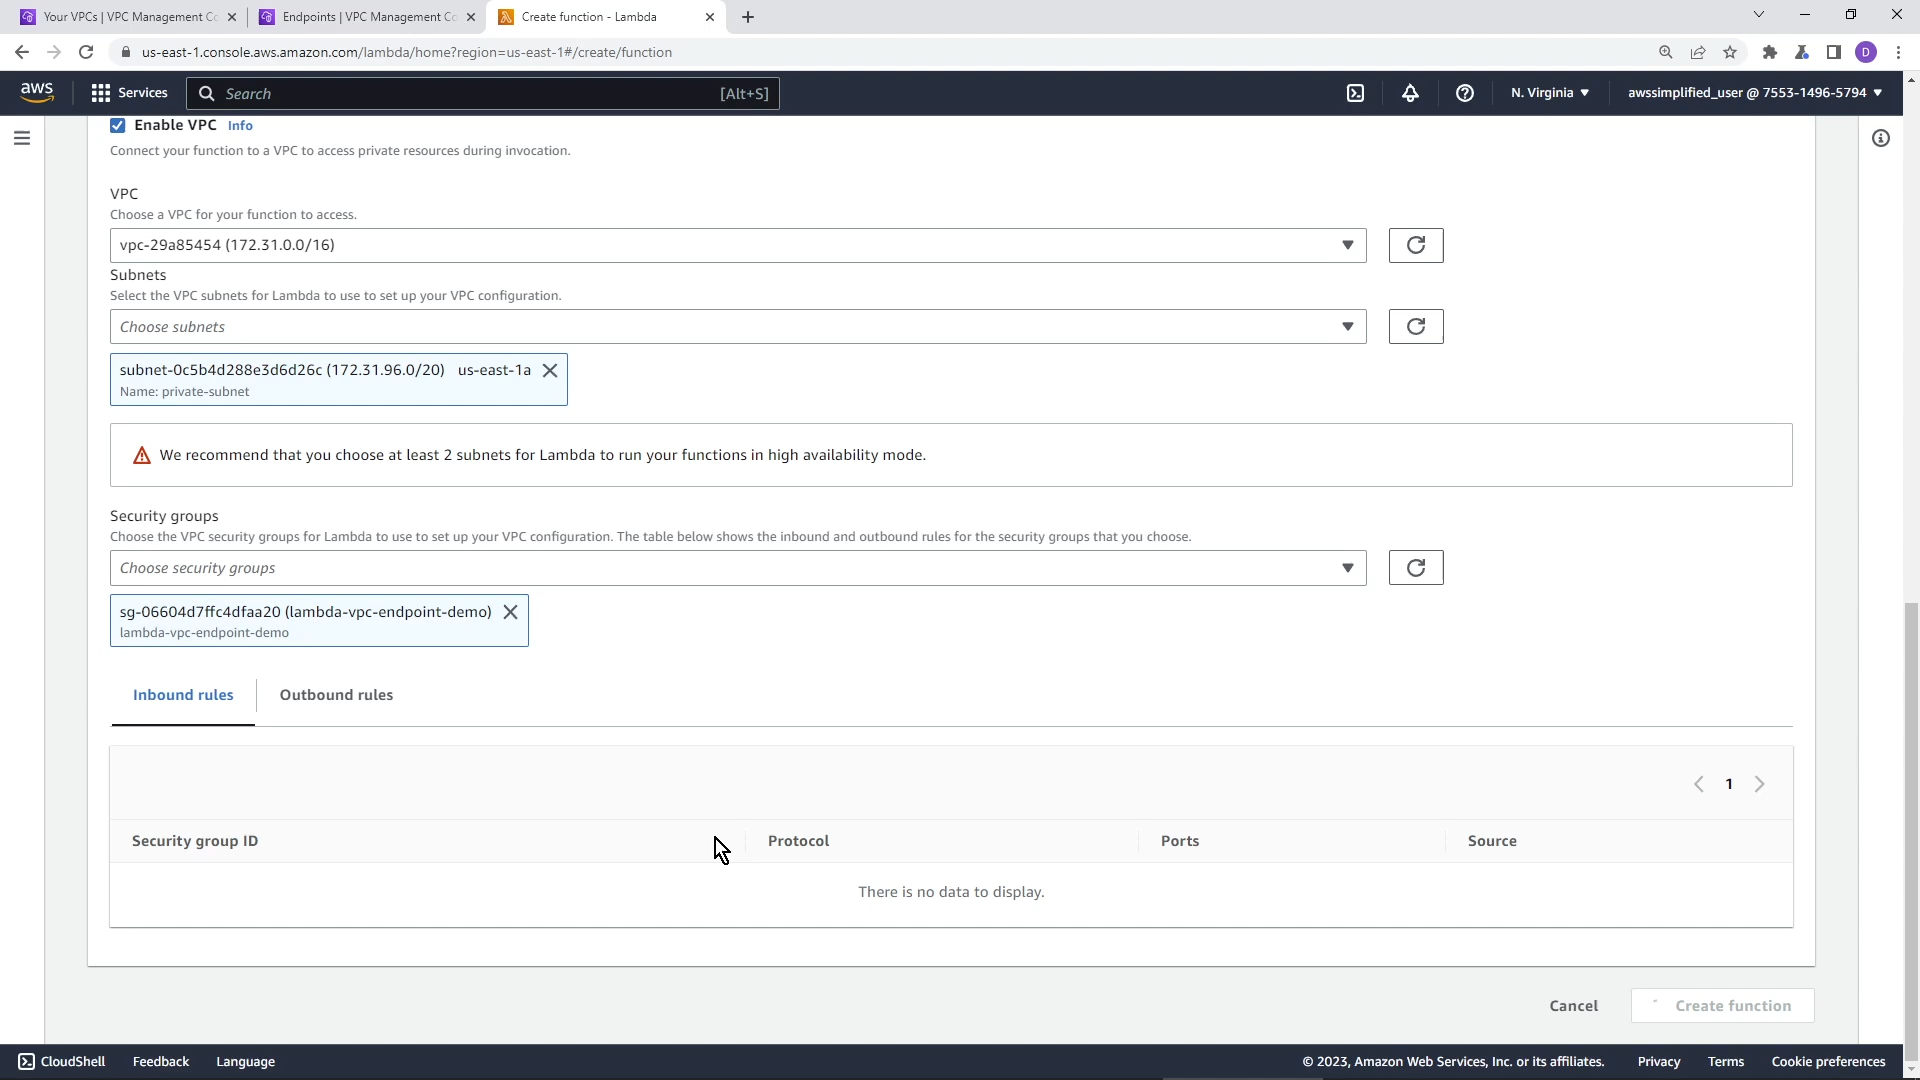 Your VPCs | VPC Management Co
Endpoints | VPC Management Co
Create function - Lambda
us-east-1.console.aws.amazon.com/lambda/home?region=us-east-1#/create/function
D
aws
Services
Search
[Alt+S]
N. Virginia
awssimplified_user @ 7553-1496-5794
Enable VPC Info
Connect your function to a VPC to access private resources during invocation.
VPC
Choose a VPC for your function to access.
vpc-29a85454 (172.31.0.0/16)
Subnets
Select the VPC subnets for Lambda to use to set up your VPC configuration.
Choose subnets
subnet-0c5b4d288e3d6d26c (172.31.96.0/20) us-east-1a
Name: private-subnet
We recommend that you choose at least 2 subnets for Lambda to run your functions in high availability mode.
Security groups
Choose the VPC security groups for Lambda to use to set up your VPC configuration. The table below shows the inbound and outbound rules for the security groups that you choose.
Choose security groups
sg-06604d7ffc4dfaa20 (lambda-vpc-endpoint-demo)
lambda-vpc-endpoint-demo
Inbound rules
Outbound rules
1
Security group ID
Protocol
Ports
Source
There is no data to display.
Cancel
Create function
CloudShell
Feedback
Language
© 2023, Amazon Web Services, Inc. or its affiliates.
Privacy
Terms
Cookie preferences